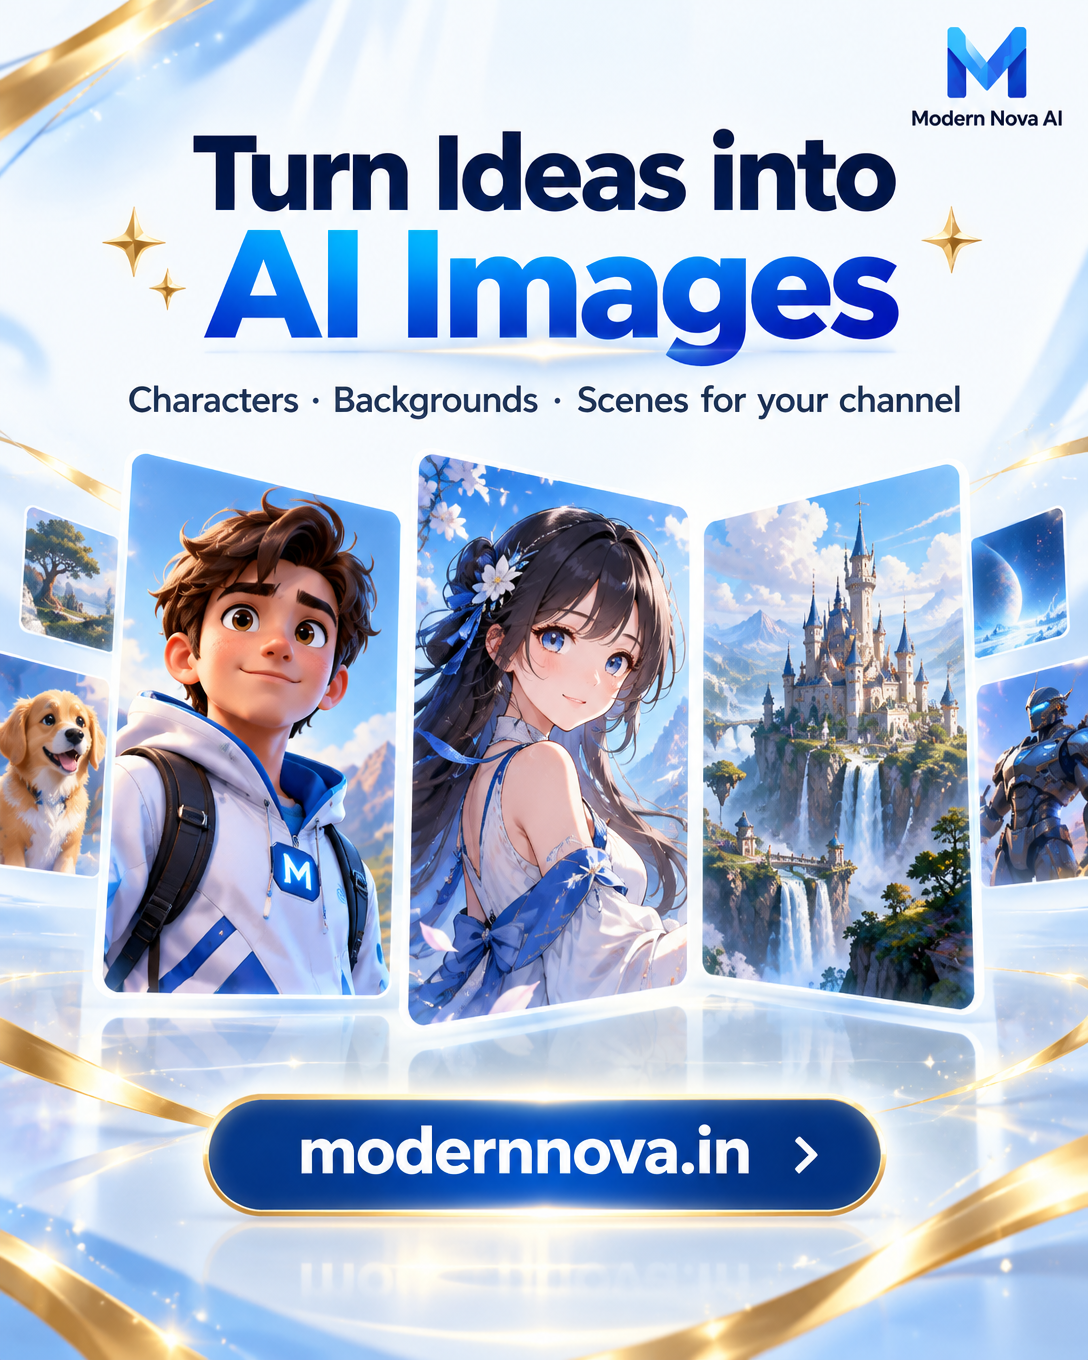 Modern Nova AI
Turn Ideas into
AI Images
Characters · Backgrounds · Scenes for your channel
M
modernnova.in